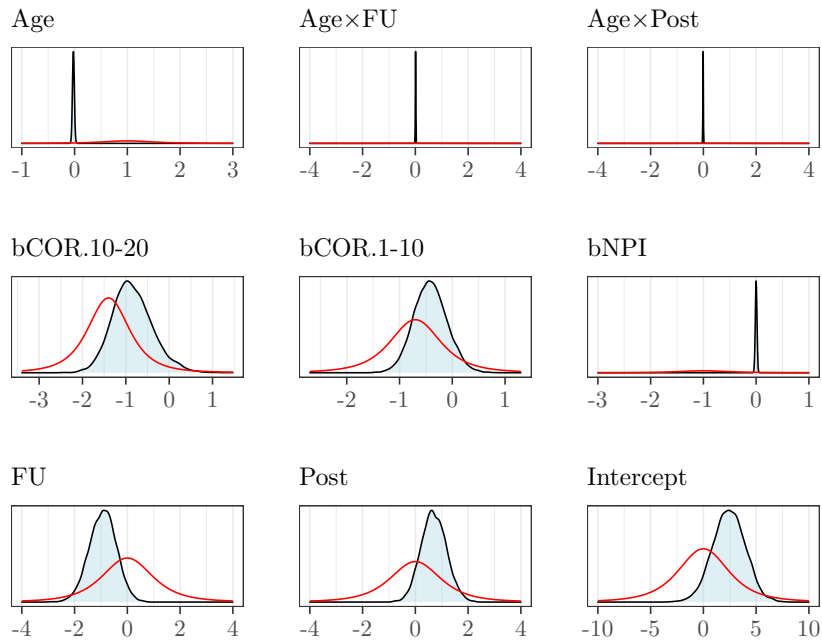 Age Age×FU Age×Post
-1 0 1 2 3 -4 -2 0 2 4 -4 -2 0 2 4
bCOR.10-20 bCOR.1-10 bNPI
-3 -2 -1 0 1 -2 -1 0 1 -3 -2 -1 0 1
FU Post Intercept
-4 -2 0 2 4 -4 -2 0 2 4 -10 -5 0 5 10